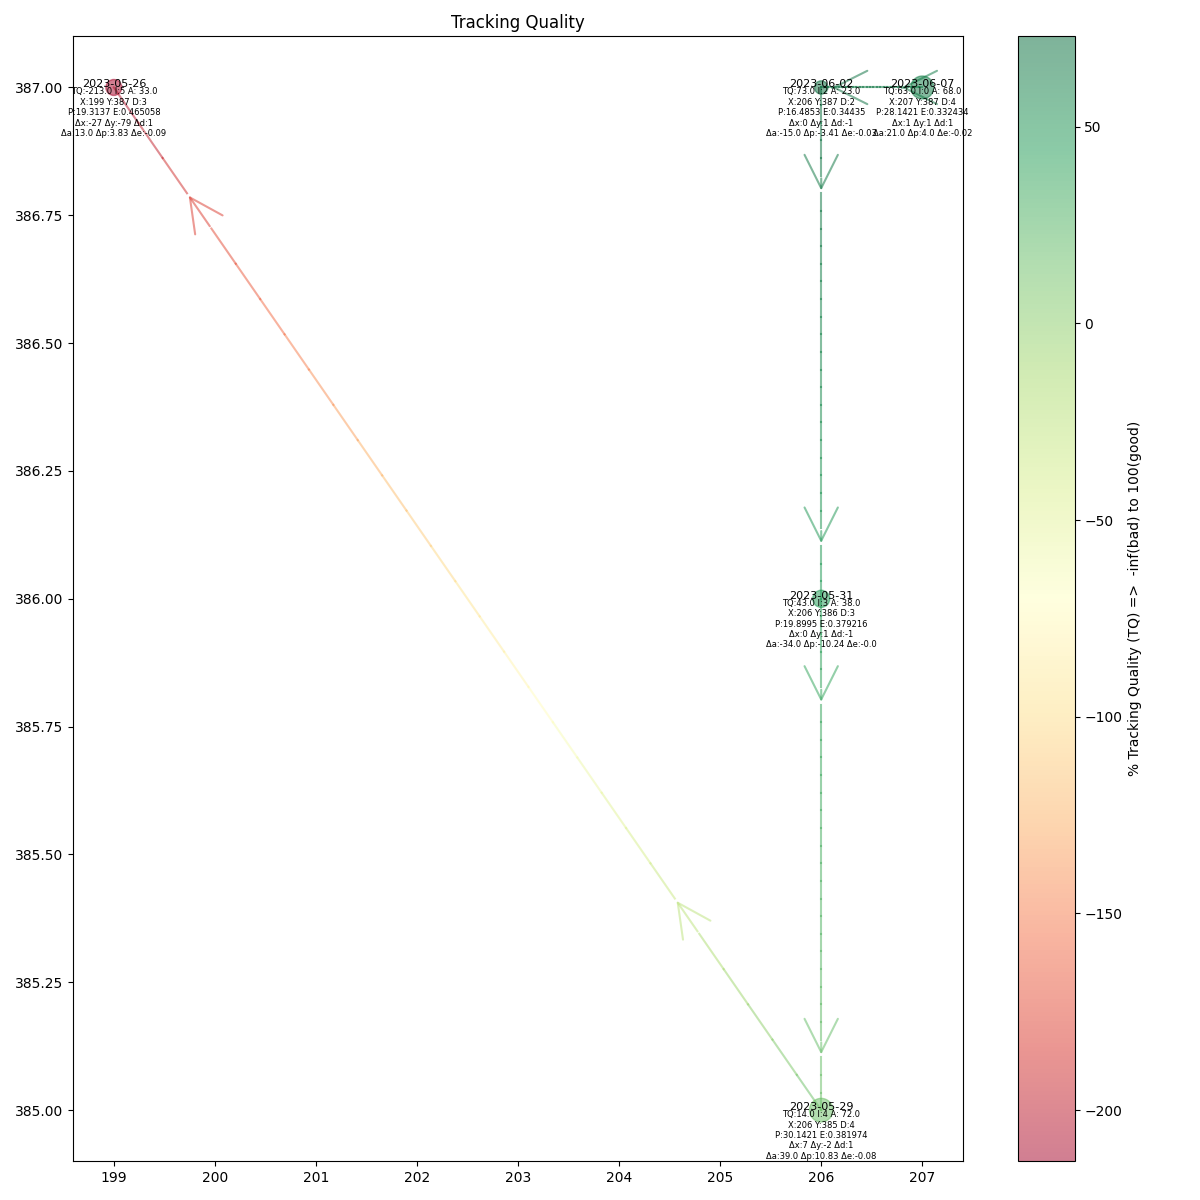 Tracking Quality
387.00
386.75
386.50
386.25
386.00
385.75
385.50
385.25
385.00
2023-05-26
TQ:-213.0 I:5 A: 33.0
X:199 Y:387 D:3
P:19.3137 E:0.465058
Δx:-27 Δy:-79 Δd:1
Δa:13.0 Δp:3.83 Δe:-0.09
2023-06-02
TQ:73.0 I:2 A: 23.0
X:206 Y:387 D:2
P:16.4853 E:0.34435
Δx:0 Δy:1 Δd:-1
Δa:-15.0 Δp:-3.41 Δe:-0.03
2023-06-07
TQ:63.0 I:0 A: 68.0
X:207 Y:387 D:4
P:28.1421 E:0.332434
Δx:1 Δy:1 Δd:1
Δa:21.0 Δp:4.0 Δe:-0.02
2023-05-31
TQ:43.0 I:3 A: 38.0
X:206 Y:386 D:3
P:19.8995 E:0.379216
Δx:0 Δy:1 Δd:-1
Δa:-34.0 Δp:-10.24 Δe:-0.0
2023-05-29
TQ:14.0 I:4 A: 72.0
X:206 Y:385 D:4
P:30.1421 E:0.381974
Δx:7 Δy:-2 Δd:1
Δa:39.0 Δp:10.83 Δe:-0.08
199 200 201 202 203 204 205 206 207
50
0
−50
−100
−150
−200
% Tracking Quality (TQ) => -inf(bad) to 100(good)